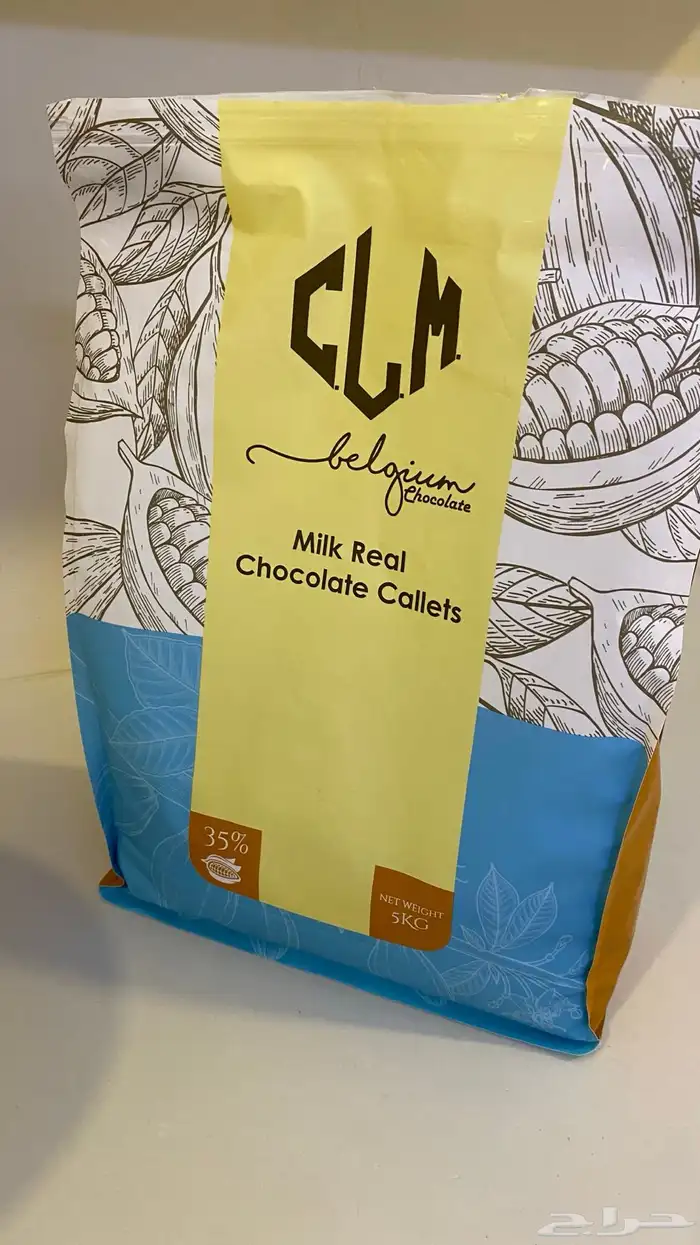 C.L.M.
belgium
Chocolate
Milk Real
Chocolate Callets
35%
NET WEIGHT
5KG
حراج